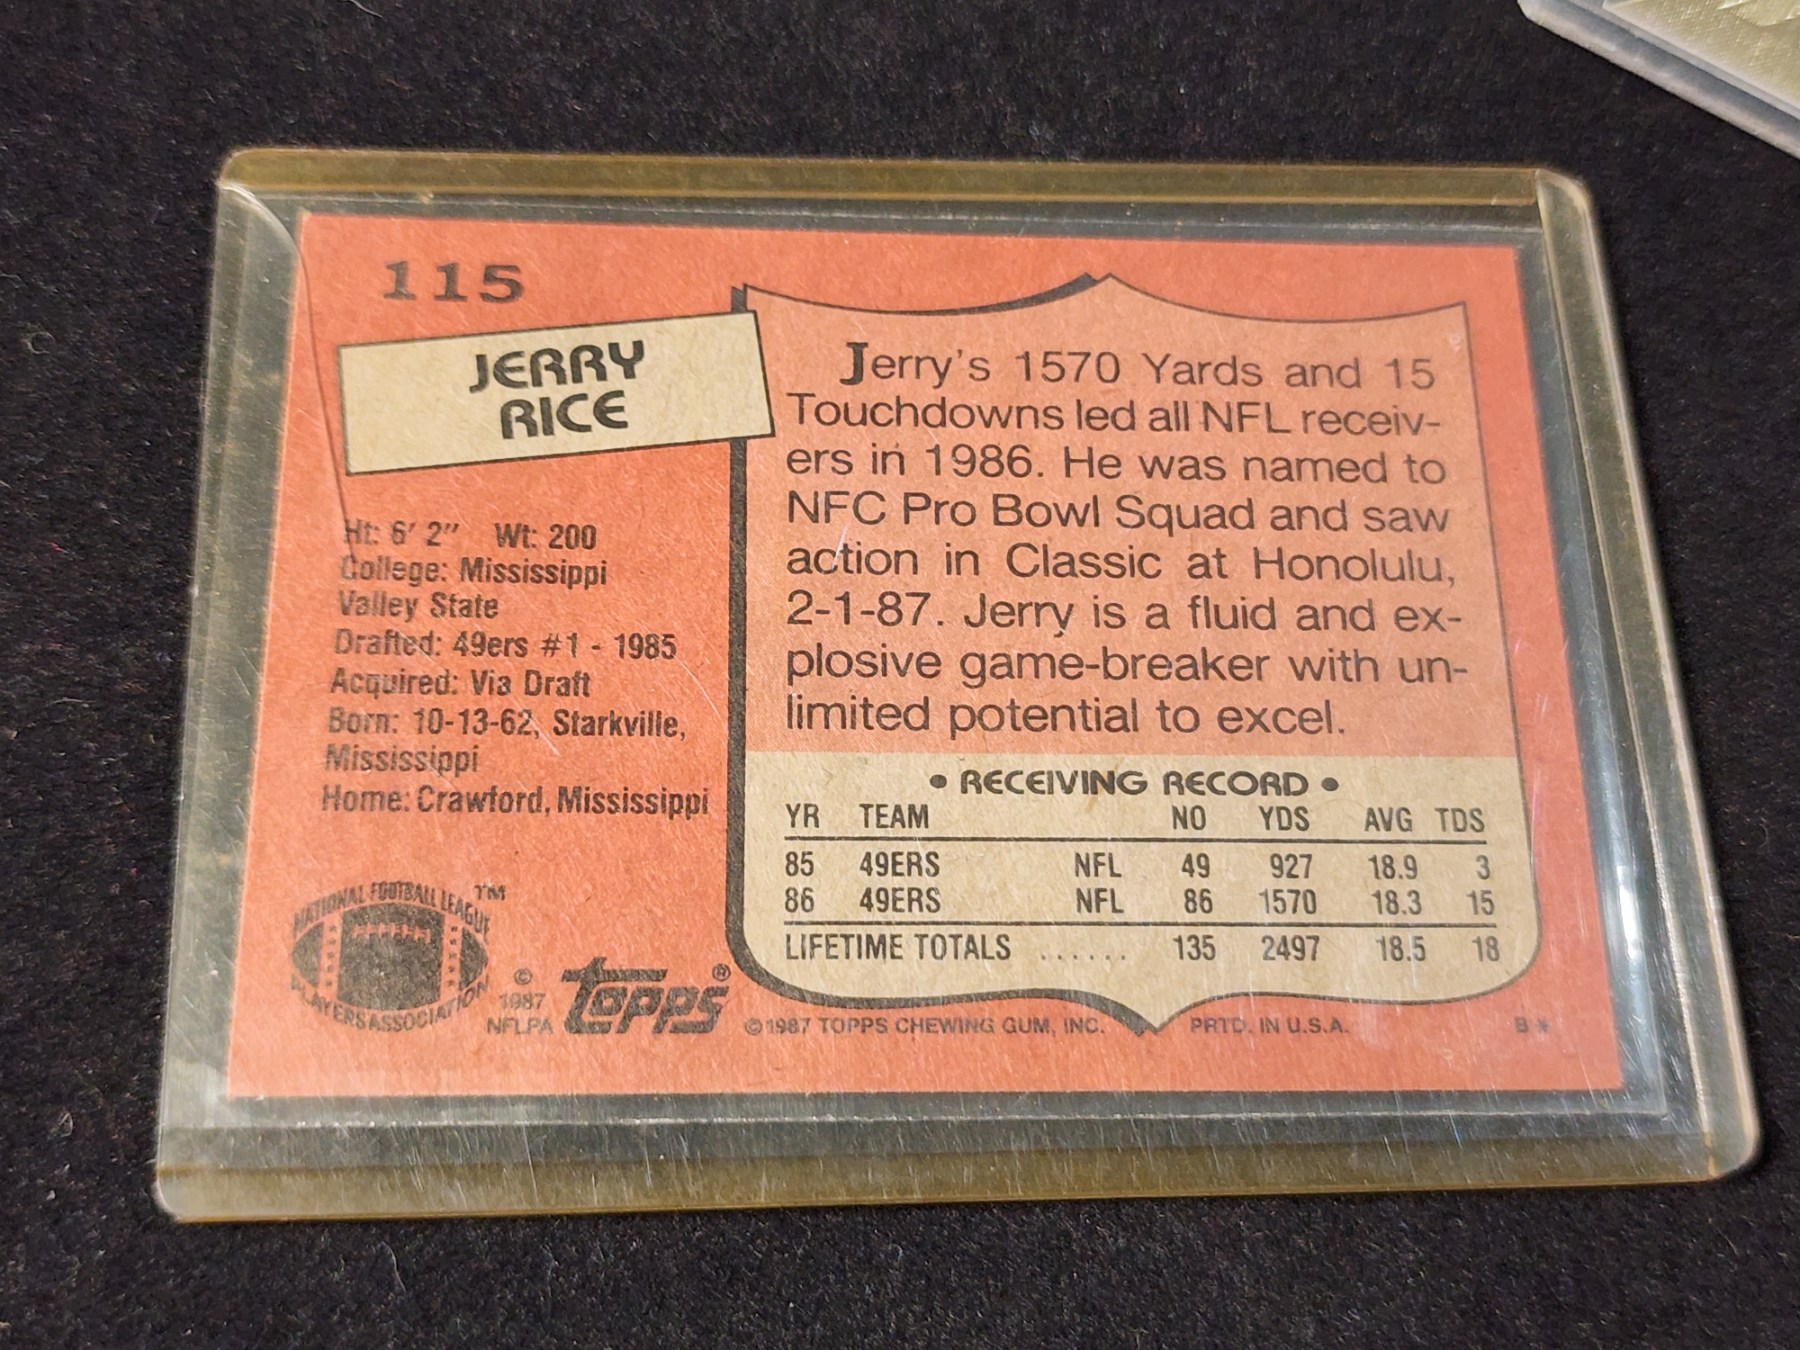 115
JERRY
RICE
Ht: 6' 2" Wt: 200
College: Mississippi
Valley State
Drafted: 49ers #1 - 1985
Acquired: Via Draft
Born: 10-13-62, Starkville,
Mississippi
Home: Crawford, Mississippi
NATIONAL FOOTBALL LEAGUE
PLAYERS ASSOCIATION
TM
©
1987
NFLPA
Topps®
Jerry's 1570 Yards and 15
Touchdowns led all NFL receiv-
ers in 1986. He was named to
NFC Pro Bowl Squad and saw
action in Classic at Honolulu,
2-1-87. Jerry is a fluid and ex-
plosive game-breaker with un-
limited potential to excel.
• RECEIVING RECORD •
YR TEAM NO YDS AVG TDS
85 49ERS NFL 49 927 18.9 3
86 49ERS NFL 86 1570 18.3 15
LIFETIME TOTALS ...... 135 2497 18.5 18
©1987 TOPPS CHEWING GUM, INC. PRTD. IN U.S.A. B*